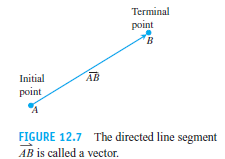 Terminal
point
B
Initial
point
AB
A
FIGURE 12.7 The directed line segment
AB is called a vector.